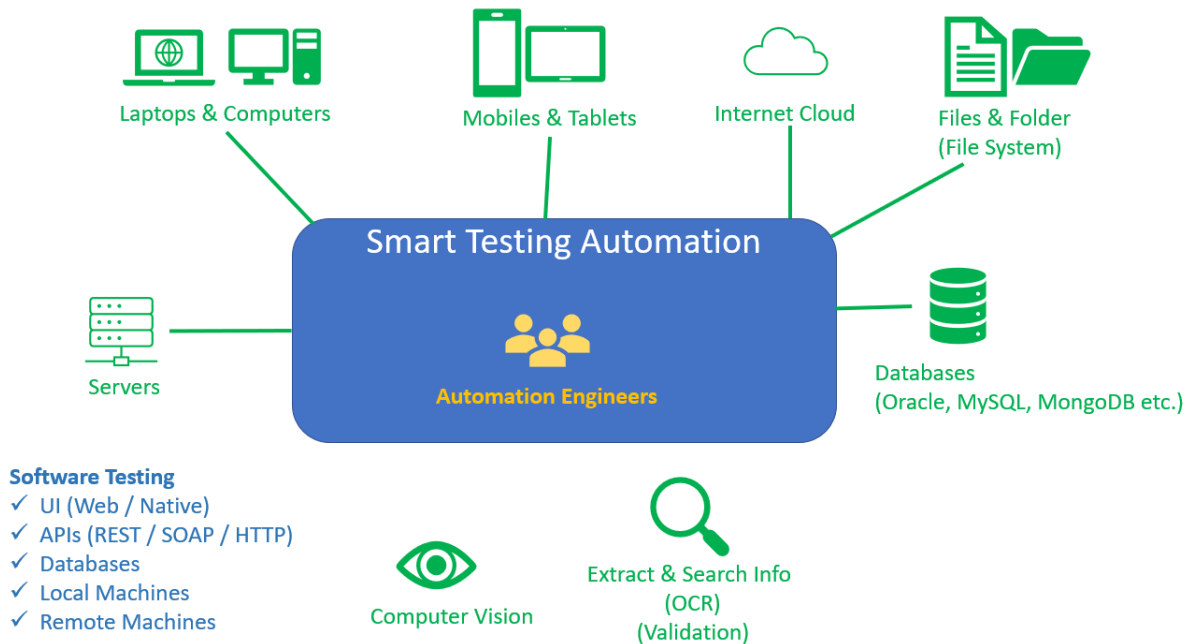 Laptops & Computers
Mobiles & Tablets
Internet Cloud
Files & Folder
(File System)
Smart Testing Automation
Automation Engineers
Servers
Databases
(Oracle, MySQL, MongoDB etc.)
Software Testing
✓ UI (Web / Native)
✓ APIs (REST / SOAP / HTTP)
✓ Databases
✓ Local Machines
✓ Remote Machines
Computer Vision
Extract & Search Info
(OCR)
(Validation)